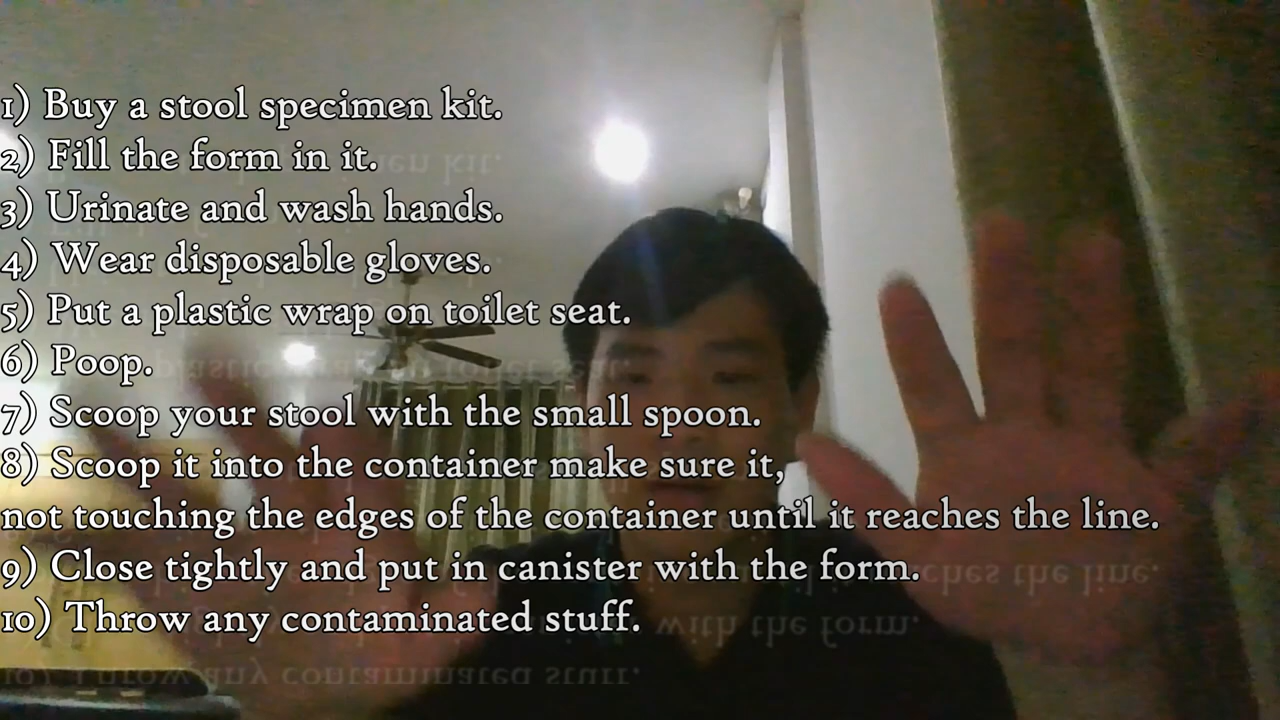 1) Buy a stool specimen kit.
2) Fill the form in it.
3) Urinate and wash hands.
4) Wear disposable gloves.
5) Put a plastic wrap on toilet seat.
6) Poop.
7) Scoop your stool with the small spoon.
8) Scoop it into the container make sure it,
not touching the edges of the container until it reaches the line.
9) Close tightly and put in canister with the form.
10) Throw any contaminated stuff.